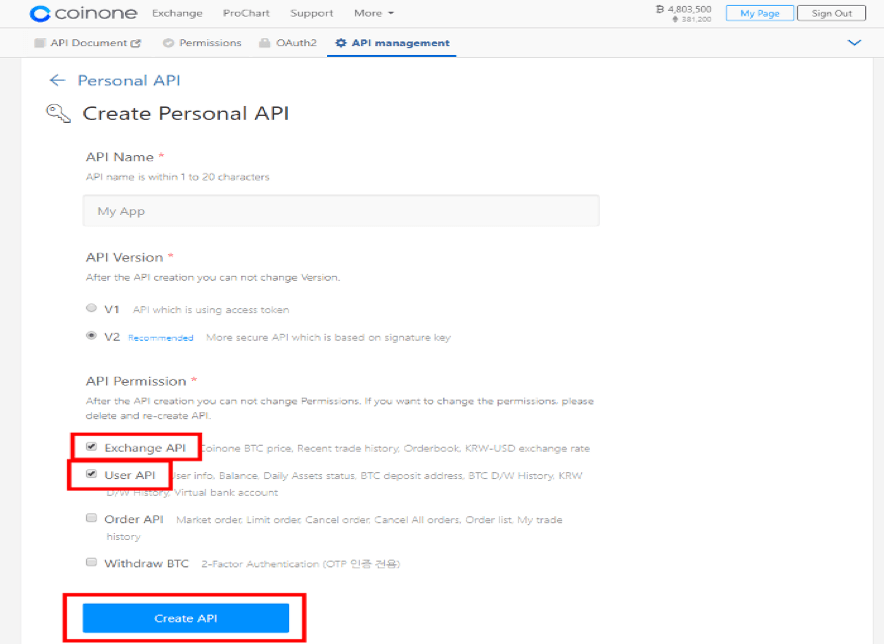 coinone Exchange ProChart Support More 4,803,500 My Page Sign Out
381,200
API Document Permissions OAuth2 API management
Personal API
Create Personal API
API Name *
API name is within 1 to 20 characters
My App
API Version *
After the API creation you can not change Version.
V1 API which is using access token
V2 Recommended More secure API which is based on signature key
API Permission *
After the API creation you can not change Permissions. If you want to change the permissions, please
delete and re-create API.
Exchange API Coinone BTC price, Recent trade history, Orderbook, KRW-USD exchange rate
User API User info, Balance, Daily Assets status, BTC deposit address, BTC D/W History, KRW
D/W History, Virtual bank account
Order API Market order, Limit order, Cancel order, Cancel All orders, Order list, My trade
history
Withdraw BTC 2-Factor Authentication (OTP 인증 전용)
Create API